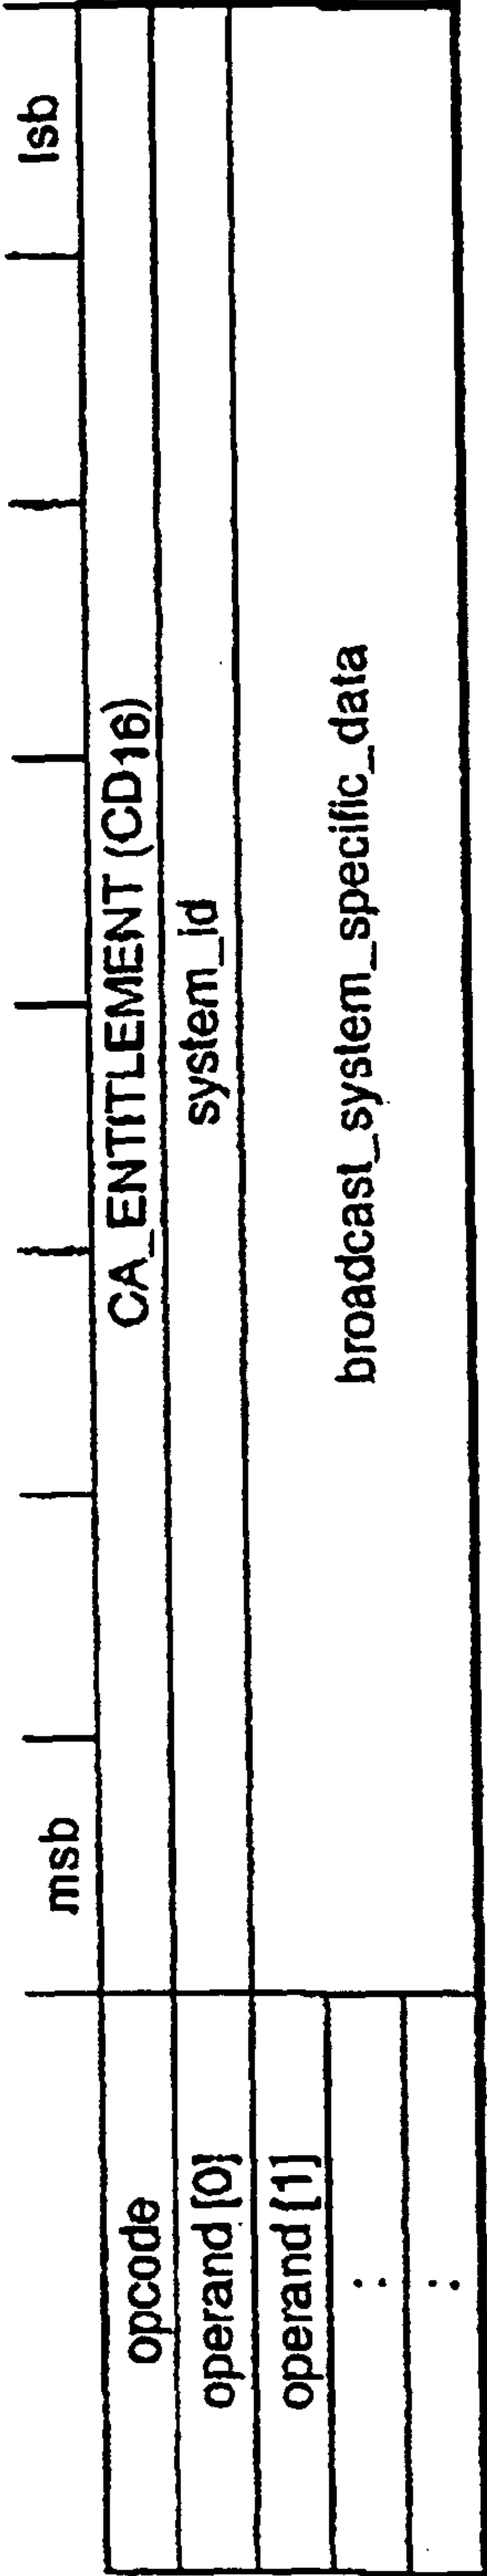 msb lsb
opcode CA_ENTITLEMENT (CD16)
operand [0] system_id
operand [1] broadcast_system_specific_data
:
: